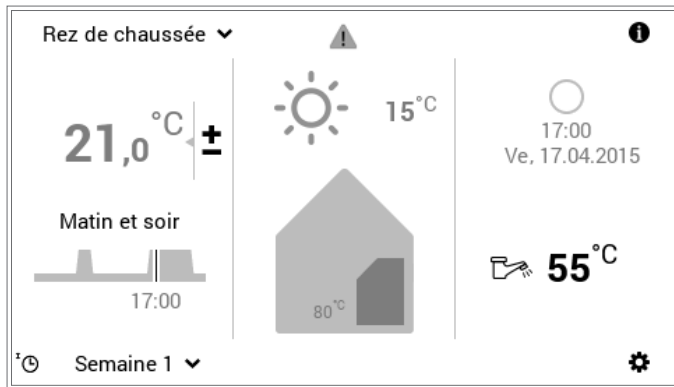 Rez de chaussée
21,0 °C
±
Matin et soir
17:00
15 °C
80 °C
17:00
Ve, 17.04.2015
55 °C
Semaine 1